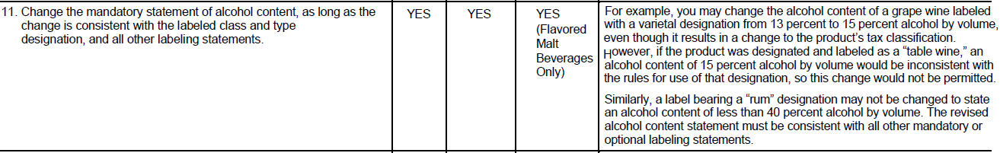 11. Change the mandatory statement of alcohol content, as long as the
change is consistent with the labeled class and type
designation, and all other labeling statements.
YES
YES
YES
(Flavored
Malt
Beverages
Only)
For example, you may change the alcohol content of a grape wine labeled
with a varietal designation from 13 percent to 15 percent alcohol by volume,
even though it results in a change to the product's tax classification.
However, if the product was designated and labeled as a “table wine,” an
alcohol content of 15 percent alcohol by volume would be inconsistent with
the rules for use of that designation, so this change would not be permitted.
Similarly, a label bearing a “rum” designation may not be changed to state
an alcohol content of less than 40 percent alcohol by volume. The revised
alcohol content statement must be consistent with all other mandatory or
optional labeling statements.